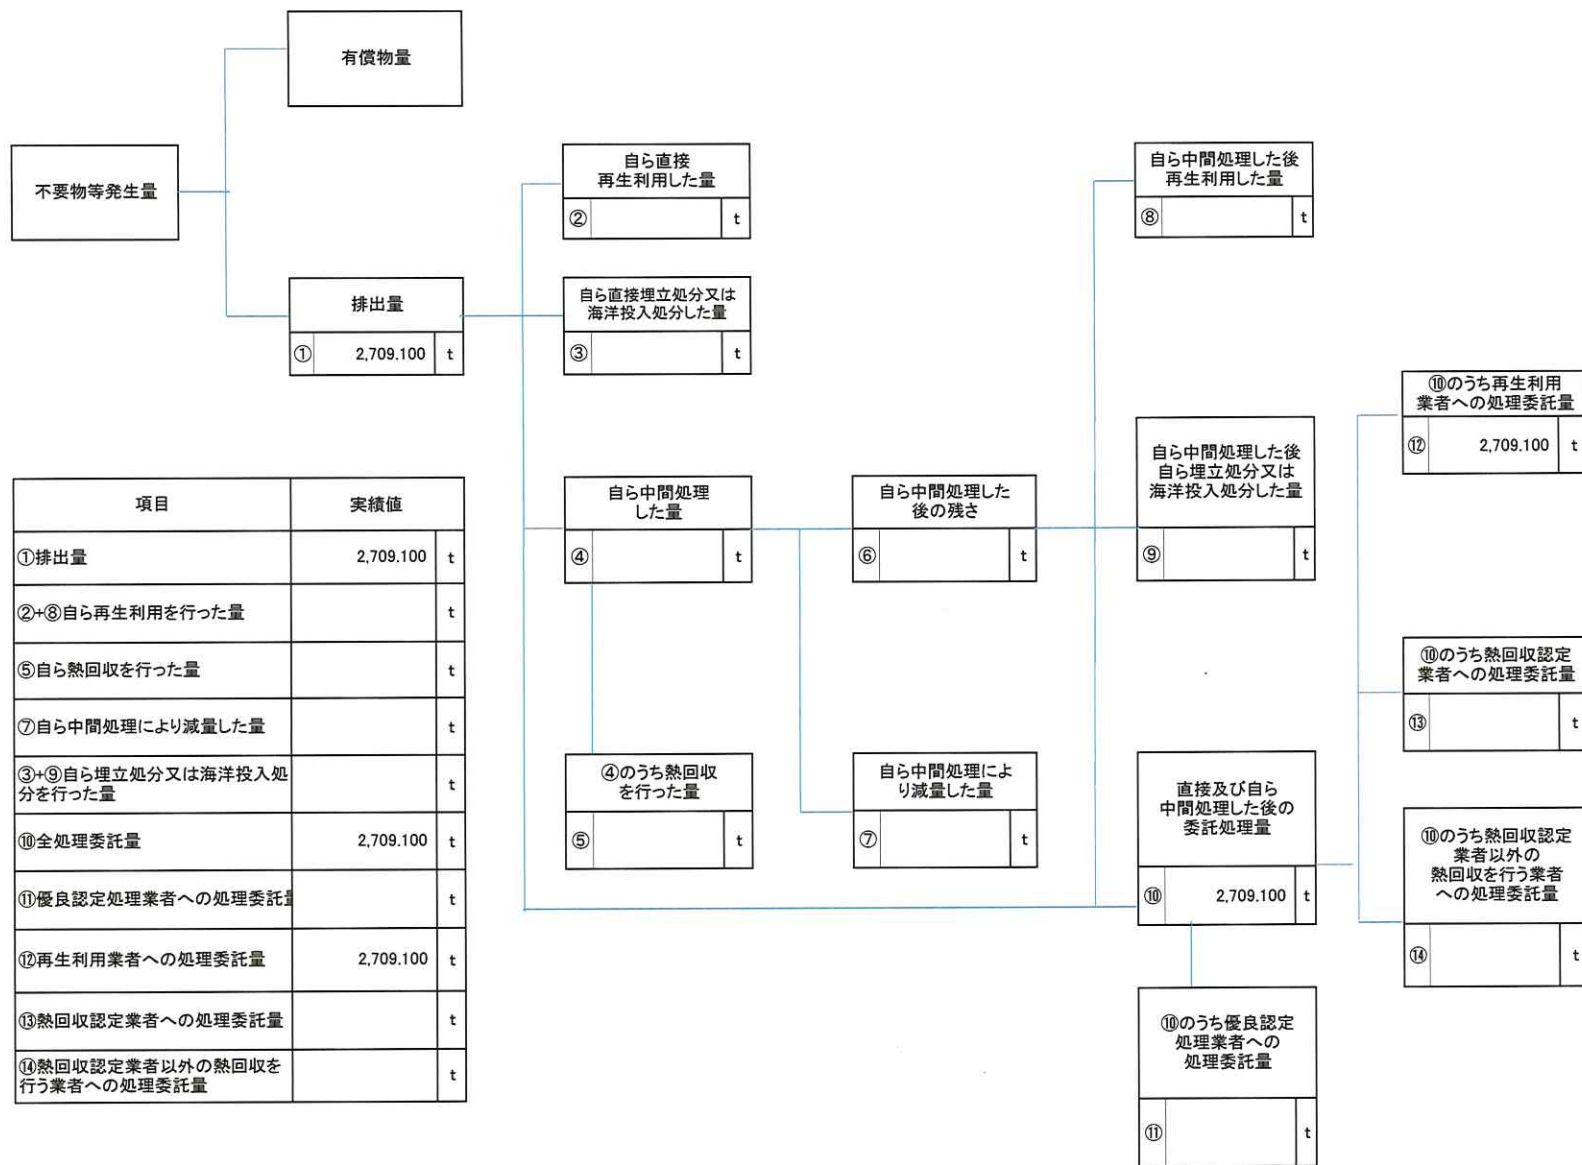 有償物量
不要物等発生量
排出量
① 2,709.100 t
自ら直接
再生利用した量
② t
自ら直接埋立処分又は
海洋投入処分した量
③ t
自ら中間処理
した量
④ t
④のうち熱回収
を行った量
⑤ t
自ら中間処理した
後の残さ
⑥ t
自ら中間処理によ
り減量した量
⑦ t
自ら中間処理した後
再生利用した量
⑧ t
自ら中間処理した後
自ら埋立処分又は
海洋投入処分した量
⑨ t
直接及び自ら
中間処理した後の
委託処理量
⑩ 2,709.100 t
⑩のうち優良認定
処理業者への
処理委託量
⑪ t
⑩のうち再生利用
業者への処理委託量
⑫ 2,709.100 t
⑩のうち熱回収認定
業者への処理委託量
⑬ t
⑩のうち熱回収認定
業者以外の
熱回収を行う業者
への処理委託量
⑭ t
項目 実績値
①排出量 2,709.100 t
②+⑧自ら再生利用を行った量 t
⑤自ら熱回収を行った量 t
⑦自ら中間処理により減量した量 t
③+⑨自ら埋立処分又は海洋投入処
分を行った量 t
⑩全処理委託量 2,709.100 t
⑪優良認定処理業者への処理委託量 t
⑫再生利用業者への処理委託量 2,709.100 t
⑬熱回収認定業者への処理委託量 t
⑭熱回収認定業者以外の熱回収を
行う業者への処理委託量 t